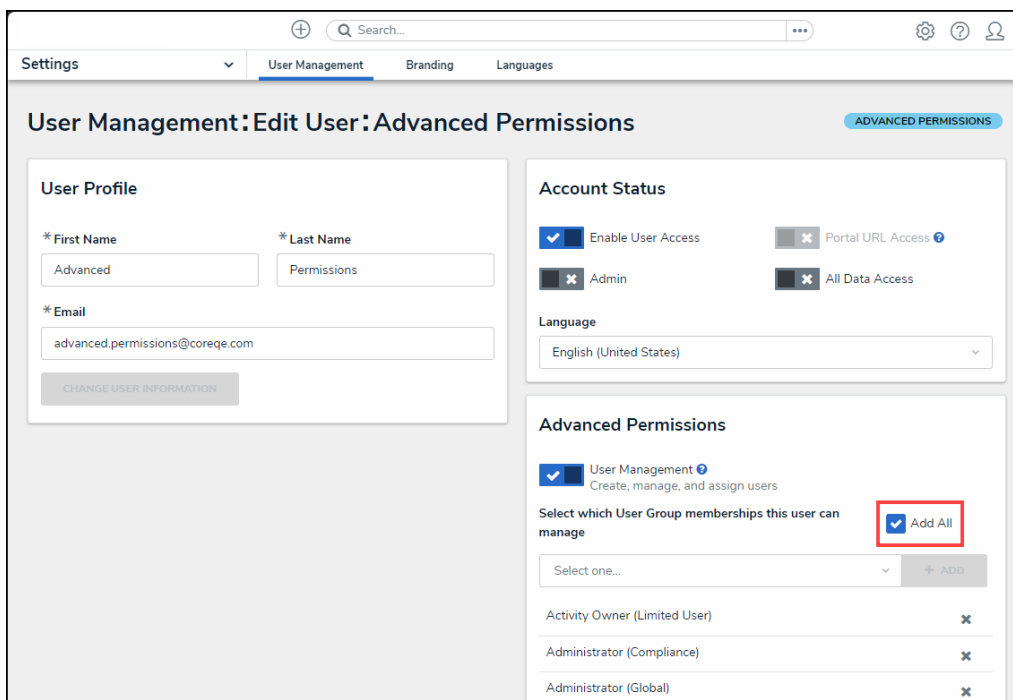 Search...
Settings
User Management Branding Languages
User Management:Edit User:Advanced Permissions
ADVANCED PERMISSIONS
User Profile
*First Name *Last Name
Advanced Permissions
*Email
advanced.permissions@coreqe.com
CHANGE USER INFORMATION
Account Status
Enable User Access Portal URL Access ?
Admin All Data Access
Language
English (United States)
Advanced Permissions
User Management ?
Create, manage, and assign users
Select which User Group memberships this user can
manage
Add All
Select one... + ADD
Activity Owner (Limited User)
Administrator (Compliance)
Administrator (Global)